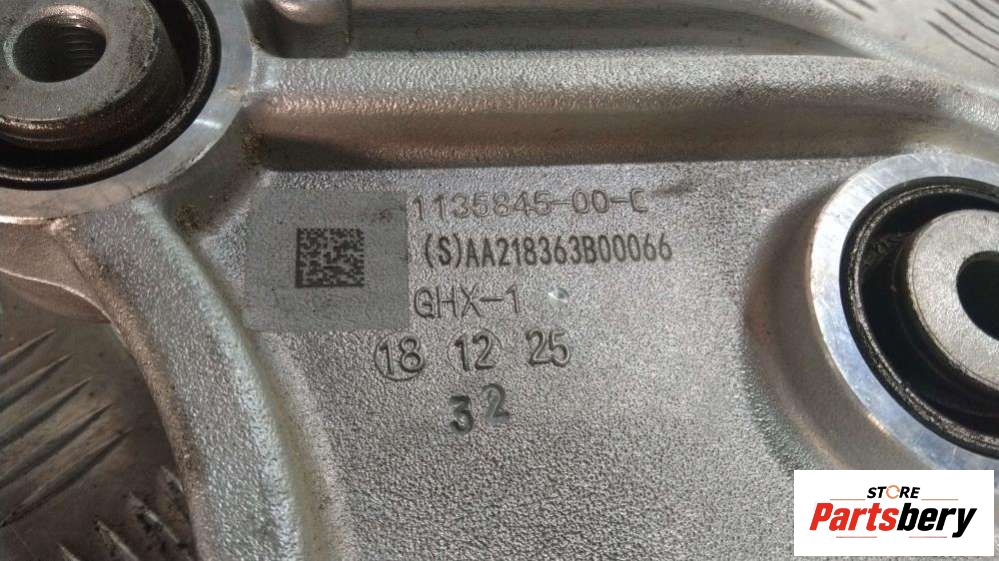 1135845-00-C
(S)AA218363B00066
GHX-1
18 12 25
32
STORE
Partsbery